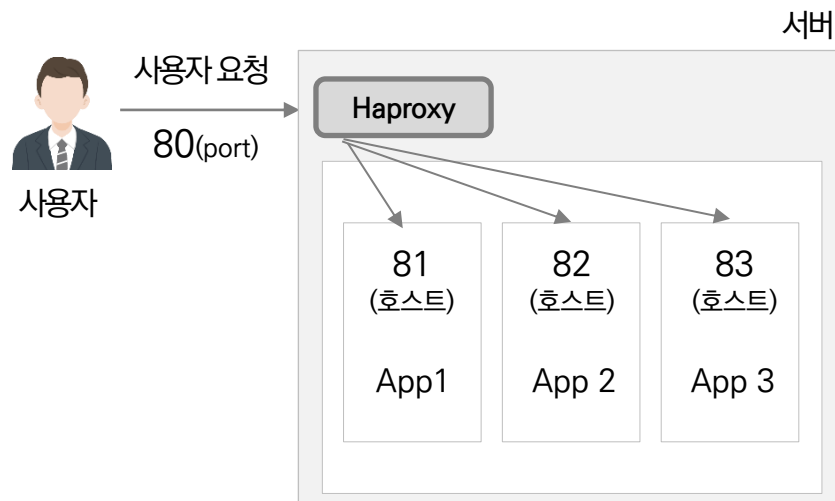 서버
사용자 요청
Haproxy
80(port)
사용자
81
(호스트)
App1
82
(호스트)
App 2
83
(호스트)
App 3